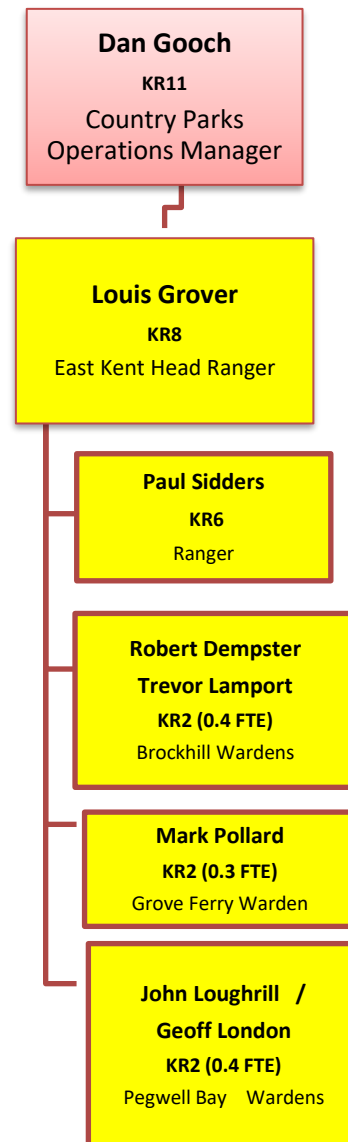 Dan Gooch
KR11
Country Parks
Operations Manager
Louis Grover
KR8
East Kent Head Ranger
Paul Sidders
KR6
Ranger
Robert Dempster
Trevor Lamport
KR2 (0.4 FTE)
Brockhill Wardens
Mark Pollard
KR2 (0.3 FTE)
Grove Ferry Warden
John Loughrill /
Geoff London
KR2 (0.4 FTE)
Pegwell Bay Wardens